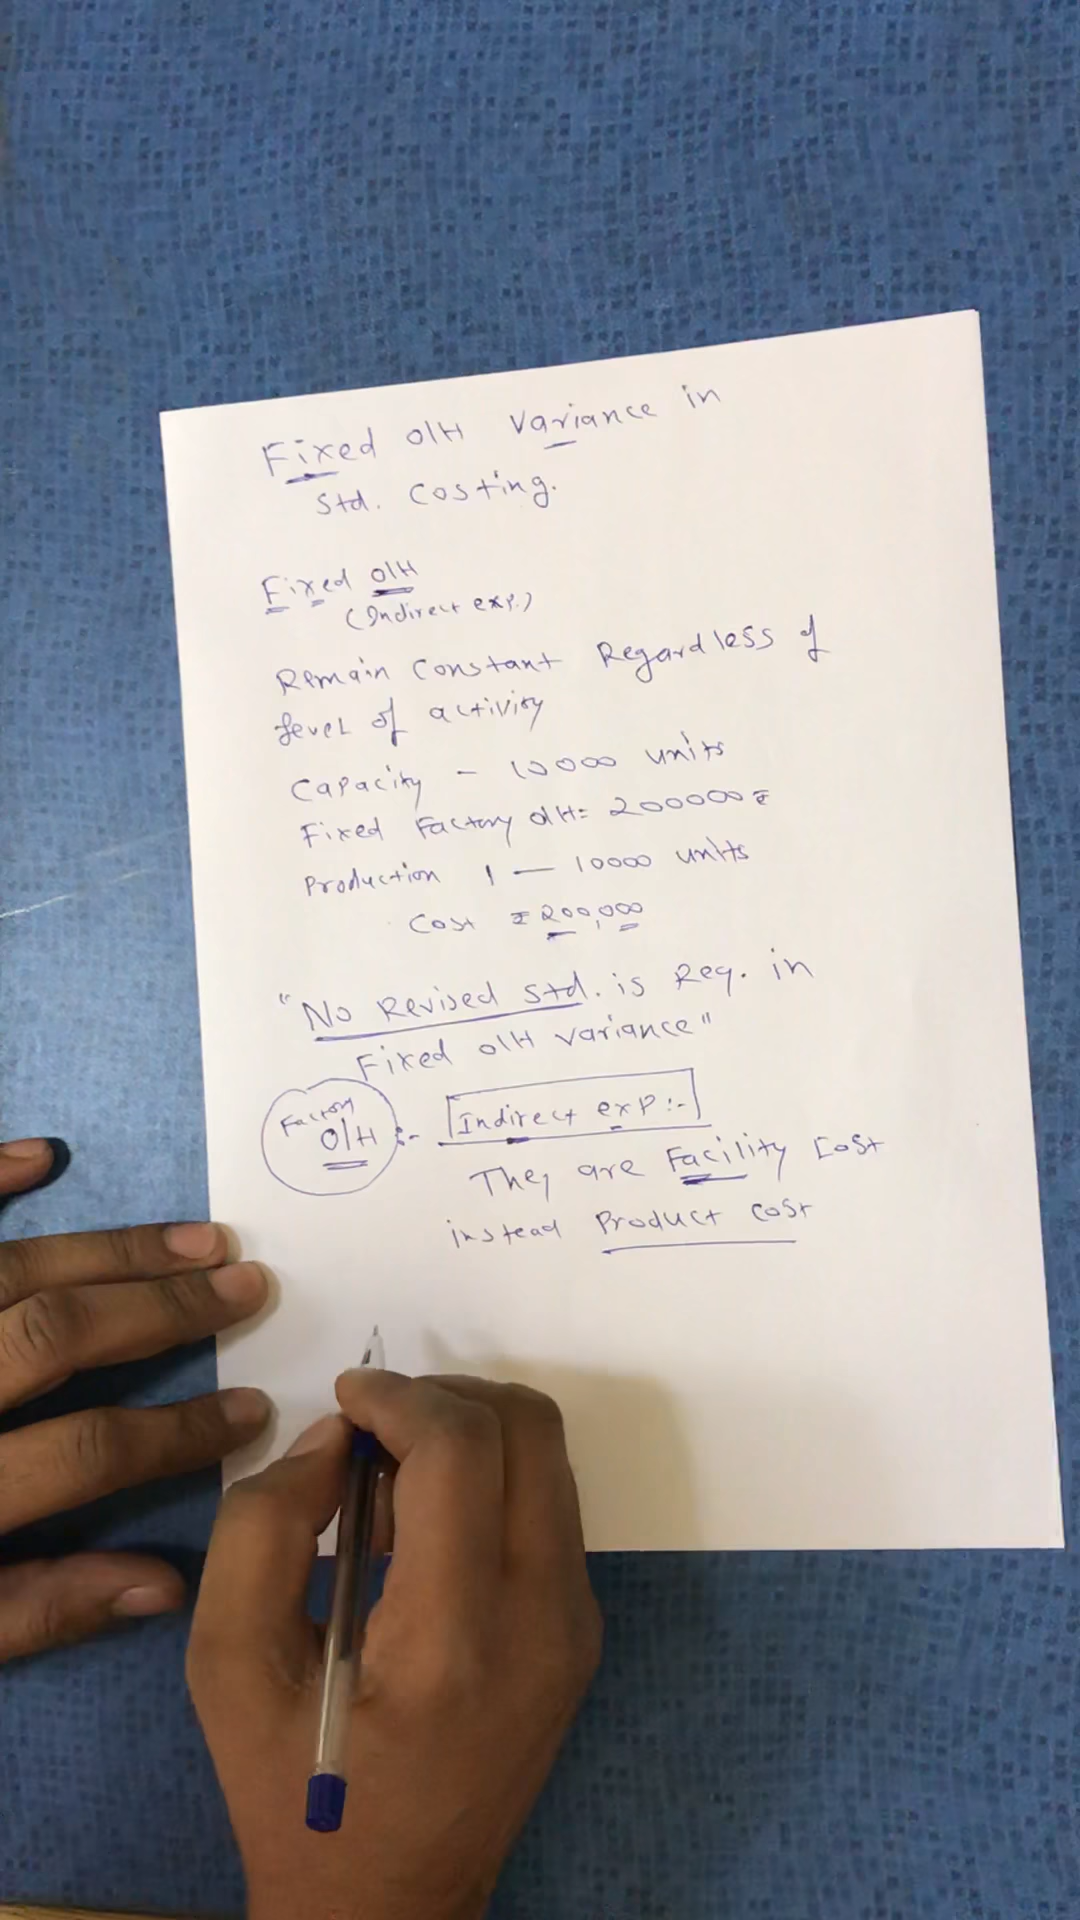 Fixed O/H Variance in
Std. Costing.
Fixed O/H
(Indirect exp.)
Remain Constant Regardless of
level of activity
Capacity - 10000 units
Fixed Factory O/H = 200000 ₹
Production 1 — 10000 units
Cost ₹ 200,000
"No Revised Std. is Req. in
Fixed O/H variance"
Factory
O/H :- Indirect exp :-
They are Facility Cost
instead Product Cost